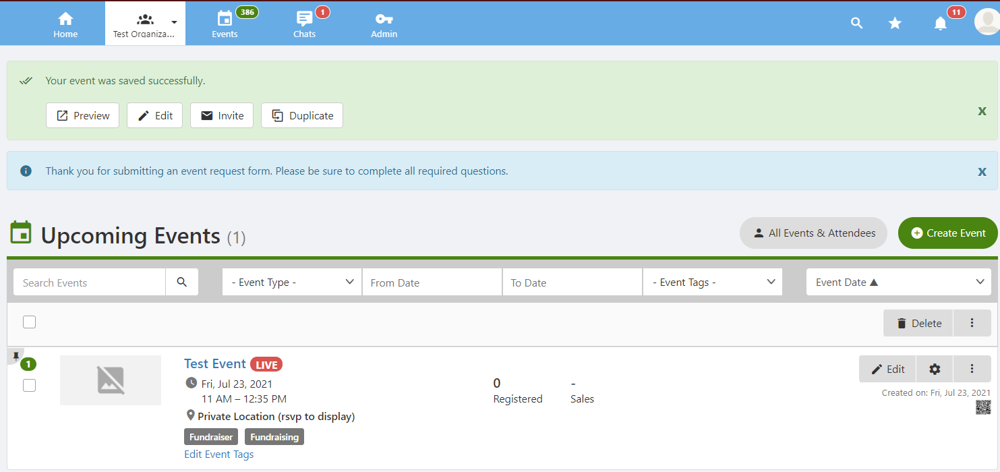 386
1
11
Home
Test Organiza...
Events
Chats
Admin
Your event was saved successfully.
Preview
Edit
Invite
Duplicate
X
Thank you for submitting an event request form. Please be sure to complete all required questions.
X
Upcoming Events (1)
All Events & Attendees
Create Event
Search Events
- Event Type -
From Date
To Date
- Event Tags -
Event Date ▲
Delete
1
Test Event LIVE
Fri, Jul 23, 2021
11 AM – 12:35 PM
Private Location (rsvp to display)
Fundraiser Fundraising
Edit Event Tags
0
Registered
-
Sales
Edit
Created on: Fri, Jul 23, 2021